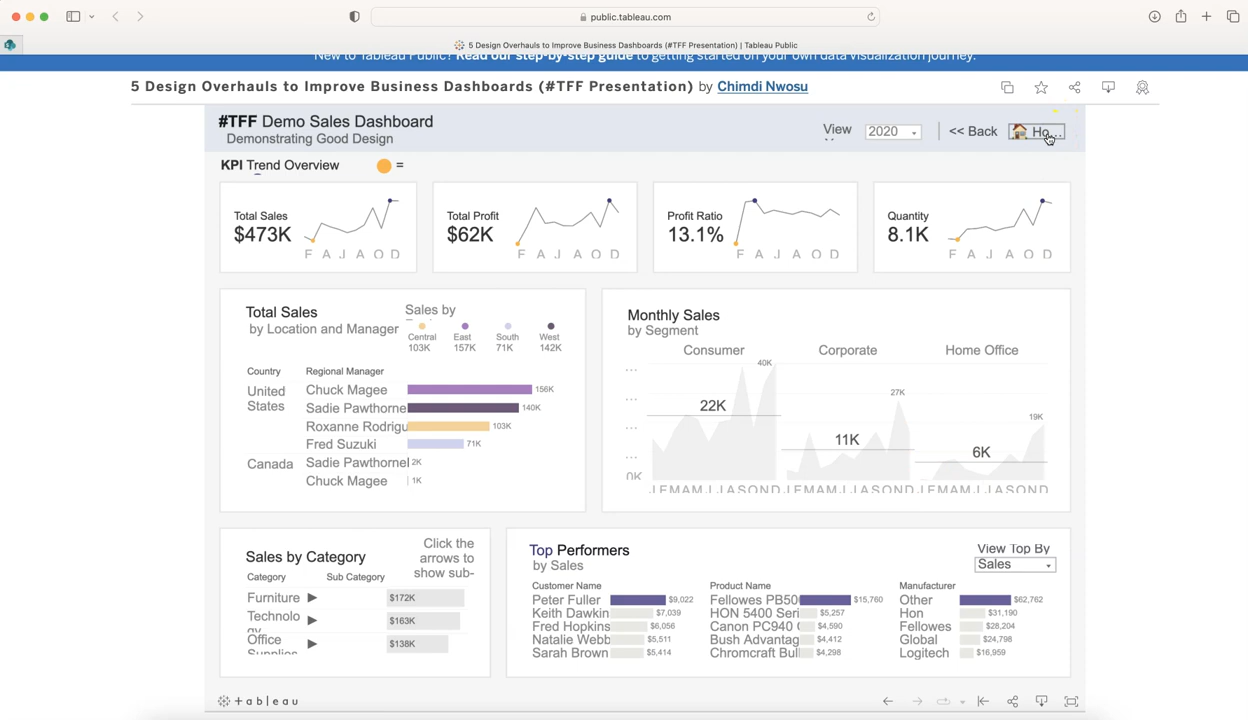 public.tableau.com
5 Design Overhauls to Improve Business Dashboards (#TFF Presentation) | Tableau Public
New to Tableau Public? Read our step-by-step guide to getting started on your own data visualization journey.
5 Design Overhauls to Improve Business Dashboards (#TFF Presentation) by Chimdi Nwosu
#TFF Demo Sales Dashboard
Demonstrating Good Design
View
2020
<< Back
Ho...
KPI Trend Overview
=
Total Sales
$473K
F A J A O D
Total Profit
$62K
F A J A O D
Profit Ratio
13.1%
F A J A O D
Quantity
8.1K
F A J A O D
Total Sales
by Location and Manager
Sales by
Central East South West
103K 157K 71K 142K
Country Regional Manager
United States
Chuck Magee 156K
Sadie Pawthorne 140K
Roxanne Rodrigu 103K
Fred Suzuki 71K
Canada Sadie Pawthornel 2K
Chuck Magee 1K
Monthly Sales
by Segment
Consumer Corporate Home Office
40K
27K
19K
22K
11K
6K
...
...
...
...
0K
J F M A M J J A S O N D J F M A M J J A S O N D J F M A M J J A S O N D
Sales by Category
Click the
arrows to
show sub-
Category Sub Category
Furniture ▶ $172K
Technolo
gy ▶ $163K
Office
Supplies ▶ $138K
Top Performers
by Sales
View Top By
Sales
Customer Name
Peter Fuller $9,022
Keith Dawkin $7,039
Fred Hopkins $6,056
Natalie Webb $5,511
Sarah Brown $5,414
Product Name
Fellowes PB50 $15,760
HON 5400 Seri $5,257
Canon PC940 $4,590
Bush Advantag $4,412
Chromcraft Bull $4,298
Manufacturer
Other $62,762
Hon $31,190
Fellowes $28,204
Global $24,798
Logitech $16,959
+ a b | e a u